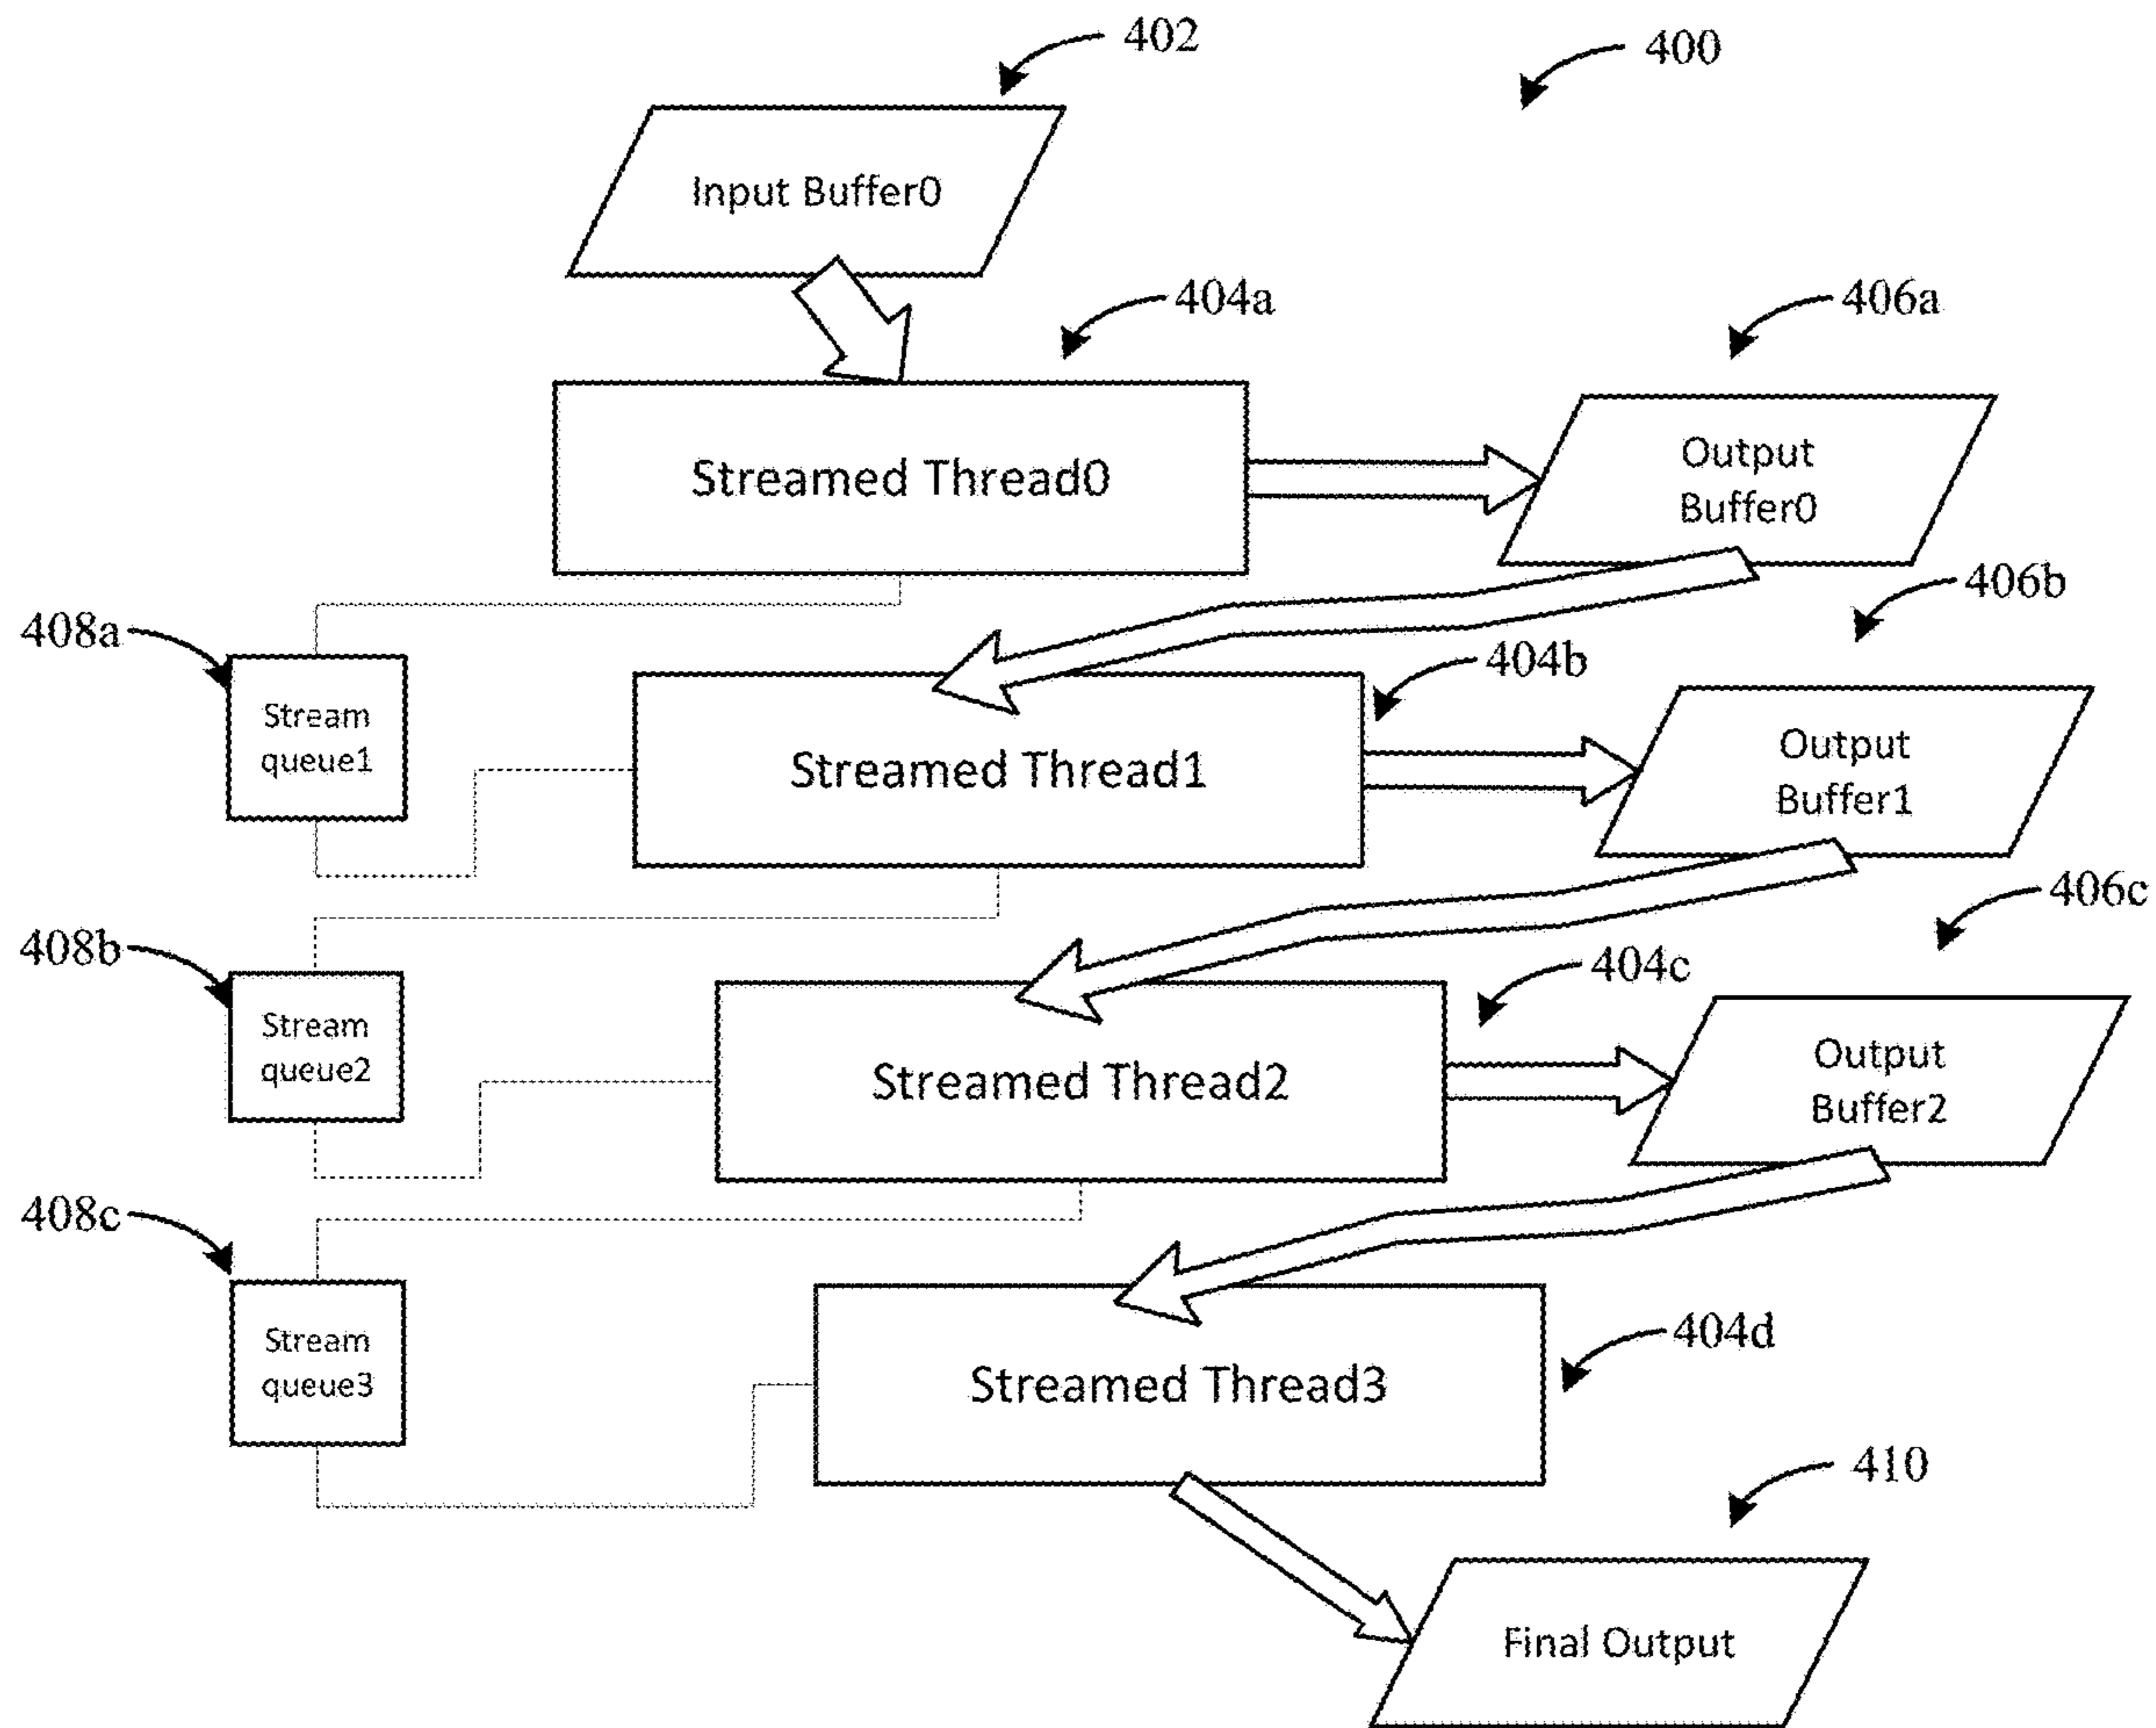 402
400
Input Buffer0
404a
406a
Streamed Thread0
Output
Buffer0
406b
408a
404b
Stream
queue1
Streamed Thread1
Output
Buffer1
406c
408b
404c
Stream
queue2
Streamed Thread2
Output
Buffer2
408c
404d
Stream
queue3
Streamed Thread3
410
Final Output